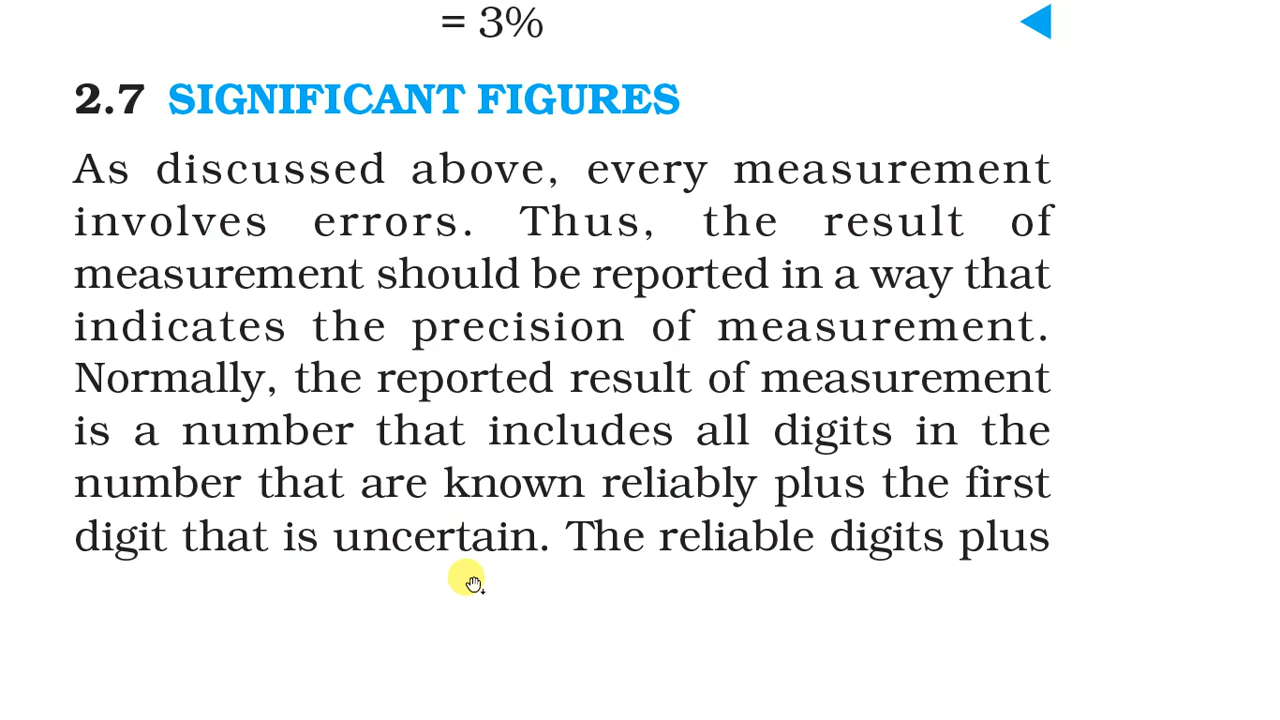 = 3%
2.7 SIGNIFICANT FIGURES
As discussed above, every measurement
involves errors. Thus, the result of
measurement should be reported in a way that
indicates the precision of measurement.
Normally, the reported result of measurement
is a number that includes all digits in the
number that are known reliably plus the first
digit that is uncertain. The reliable digits plus